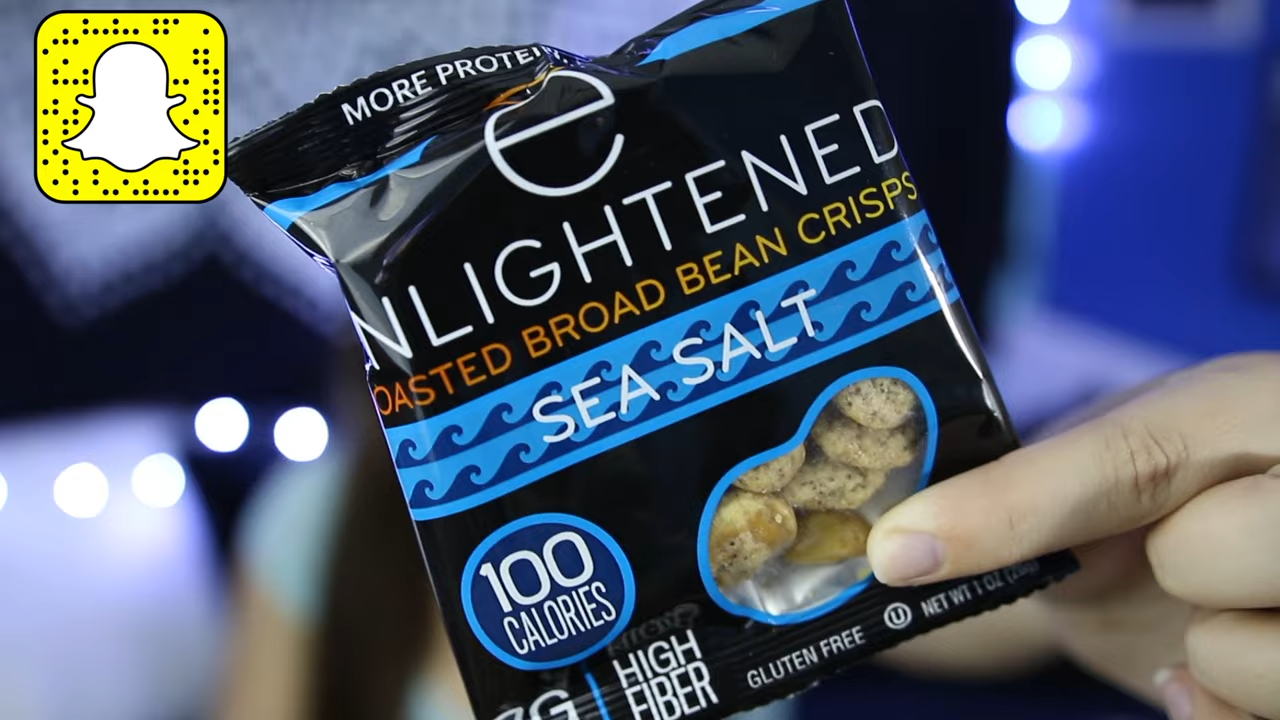 MORE PROTEI
e
NLIGHTENED
OASTED BROAD BEAN CRISPS
SEA SALT
100
CALORIES
HIGH
FIBER
GLUTEN FREE
U
NET WT 1 OZ (28g)